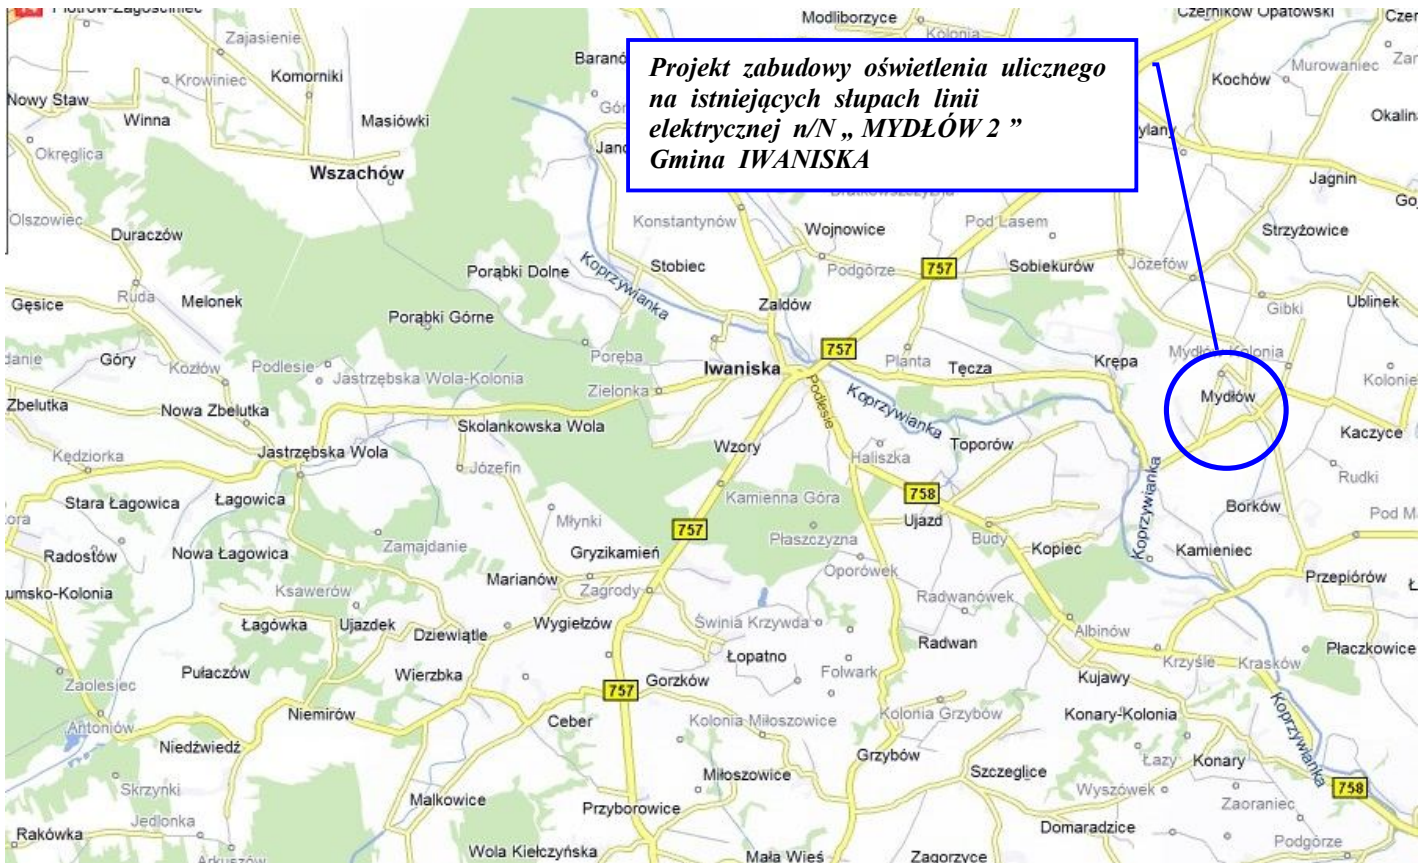 Piotrów-Zagościniec
Modliborzyce
Czerników Opatowski
Zajasienie
Kolonia
Krowiniec
Komorniki
Murowaniec
Kochów
Nowy Staw
Winna
Masiówki
Okręglica
Wszachów
Projekt zabudowy oświetlenia ulicznego
na istniejących słupach linii
elektrycznej n/N „ MYDŁÓW 2 ”
Gmina IWANISKA
Jagnin
Olszowiec
Duraczów
Konstantynów
Wojnowice
Pod Lasem
Strzyżowice
Porąbki Dolne
Koprzywianka
Stobiec
Podgórze
757
Sobiekurów
Józefów
Gęsice
Ruda
Melonek
Zaldów
Gibki
Ublinek
Porąbki Górne
Góry
Kozłów
Podlesie
Jastrzębska Wola-Kolonia
Poręba
Iwaniska
757
Planta
Tęcza
Krępa
Mydłów-Kolonia
Zbelutka
Nowa Zbelutka
Zielonka
Podlesie
Koprzywianka
Mydłów
Skolankowska Wola
Kędziorka
Jastrzębska Wola
Józefin
Wzory
Haliszka
Toporów
Kaczyce
Rudki
Stara Łagowica
Łagowica
Kamienna Góra
758
Ujazd
Koprzywianka
Borków
Młynki
757
Płaszczyzna
Budy
Radostów
Nowa Łagowica
Zamajdanie
Gryzikamień
Kopiec
Kamieniec
Marianów
Zagrody
Oporówek
Przepiórów
Ksawerów
Radwanówek
Łagówka
Ujazdek
Dziewiątle
Wygiełzów
Świnia Krzywda
Albinów
Radwan
Płaczkowice
Pułaczów
Wierzbka
Łopatno
Folwark
Krzyśle
Krasków
Zaolesiec
757
Gorzków
Kujawy
Niemirów
Antoniów
Ceber
Kolonia Miłoszowice
Kolonia Grzybów
Konary-Kolonia
Koprzywianka
Niedźwiedź
Grzybów
Łazy
Konary
Miłoszowice
Szczeglice
Skrzynki
Malkowice
Przyborowice
Wyszówek
758
Zaoraniec
Jedlonka
Rakówka
Domaradzice
Podgórze
Arkuszów
Wola Kiełczyńska
Mała Wieś
Zagorzyce